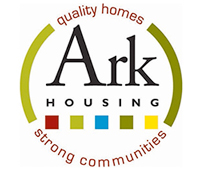 quality homes
Ark
HOUSING
strong communities